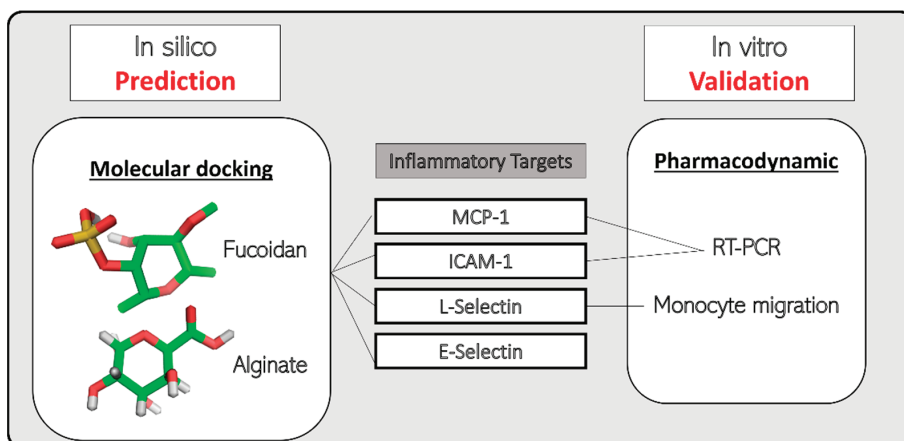 In silico
Prediction
In vitro
Validation
Molecular docking
Fucoidan
Alginate
Inflammatory Targets
MCP-1
ICAM-1
L-Selectin
E-Selectin
Pharmacodynamic
RT-PCR
Monocyte migration